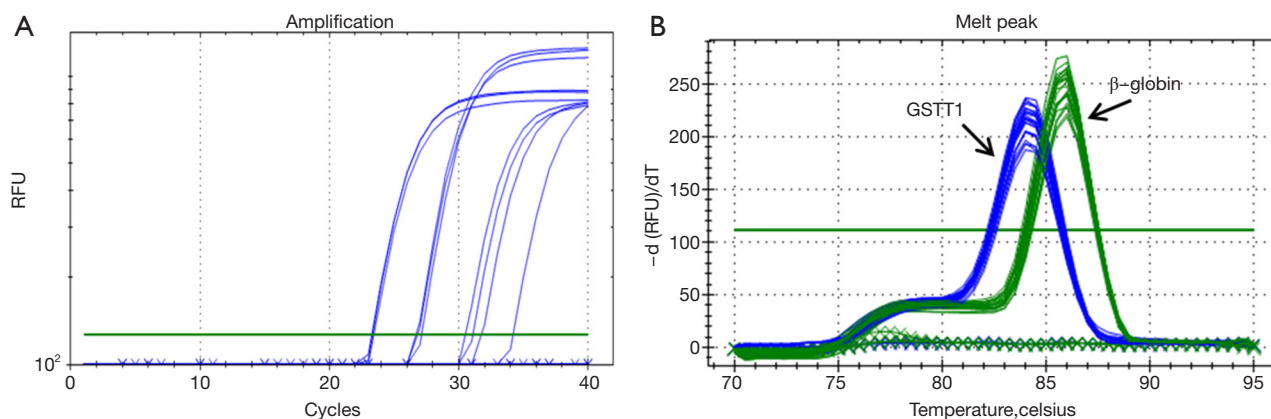 A
Amplification
RFU
10²
0
10
20
30
40
Cycles
B
Melt peak
GSTT1
β-globin
−d (RFU)/dT
250
200
150
100
50
0
70
75
80
85
90
95
Temperature,celsius